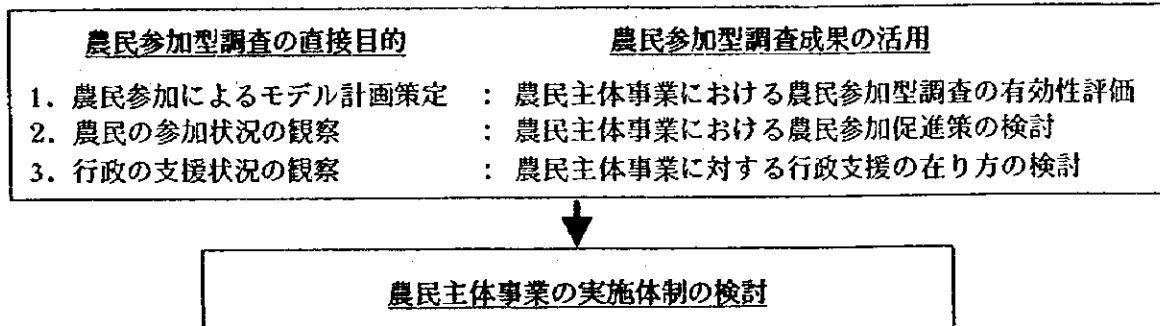 農民参加型調査の直接目的 農民参加型調査成果の活用
1. 農民参加によるモデル計画策定 : 農民主体事業における農民参加型調査の有効性評価
2. 農民の参加状況の観察 : 農民主体事業における農民参加促進策の検討
3. 行政の支援状況の観察 : 農民主体事業に対する行政支援の在り方の検討
農民主体事業の実施体制の検討